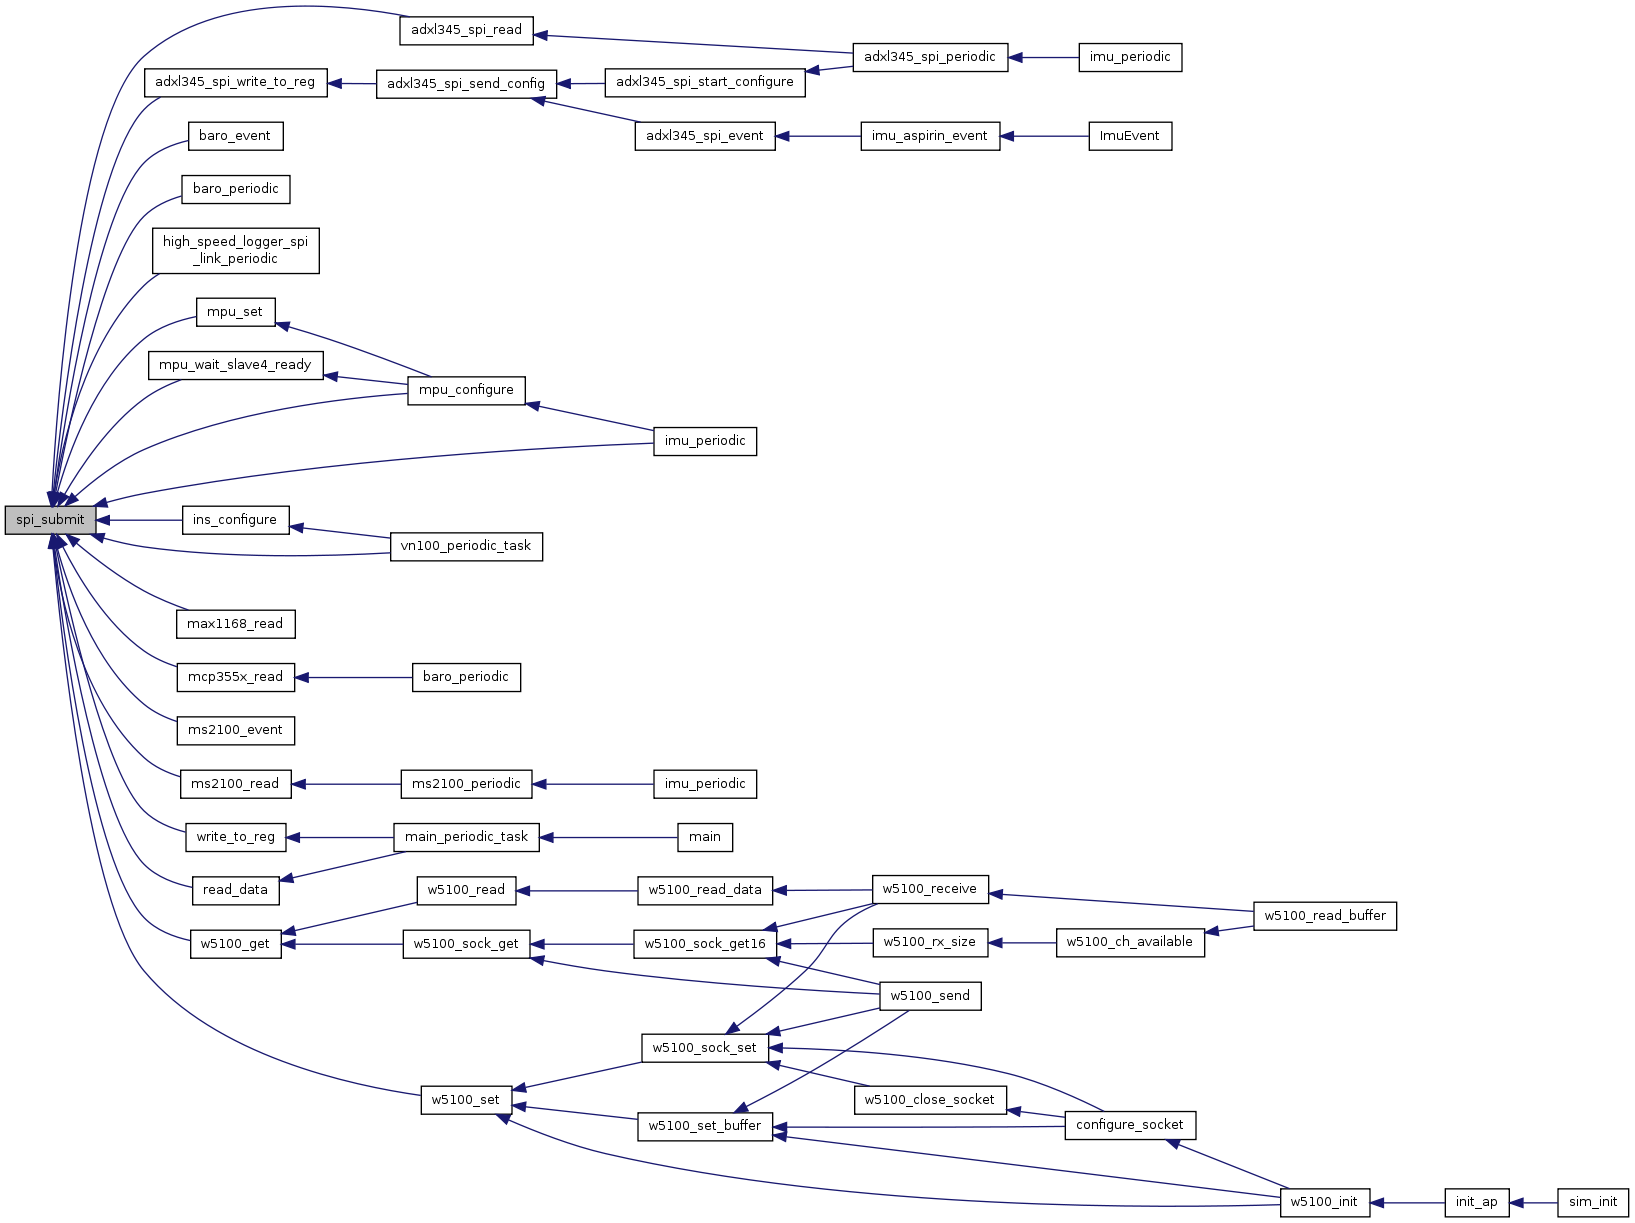 adxl345_spi_read
adxl345_spi_periodic
imu_periodic
adxl345_spi_write_to_reg
adxl345_spi_send_config
adxl345_spi_start_configure
baro_event
adxl345_spi_event
imu_aspirin_event
ImuEvent
baro_periodic
high_speed_logger_spi
_link_periodic
mpu_set
mpu_wait_slave4_ready
mpu_configure
imu_periodic
spi_submit
ins_configure
vn100_periodic_task
max1168_read
mcp355x_read
baro_periodic
ms2100_event
ms2100_read
ms2100_periodic
imu_periodic
write_to_reg
main_periodic_task
main
read_data
w5100_read
w5100_read_data
w5100_receive
w5100_read_buffer
w5100_get
w5100_sock_get
w5100_sock_get16
w5100_rx_size
w5100_ch_available
w5100_send
w5100_sock_set
w5100_set
w5100_close_socket
w5100_set_buffer
configure_socket
w5100_init
init_ap
sim_init